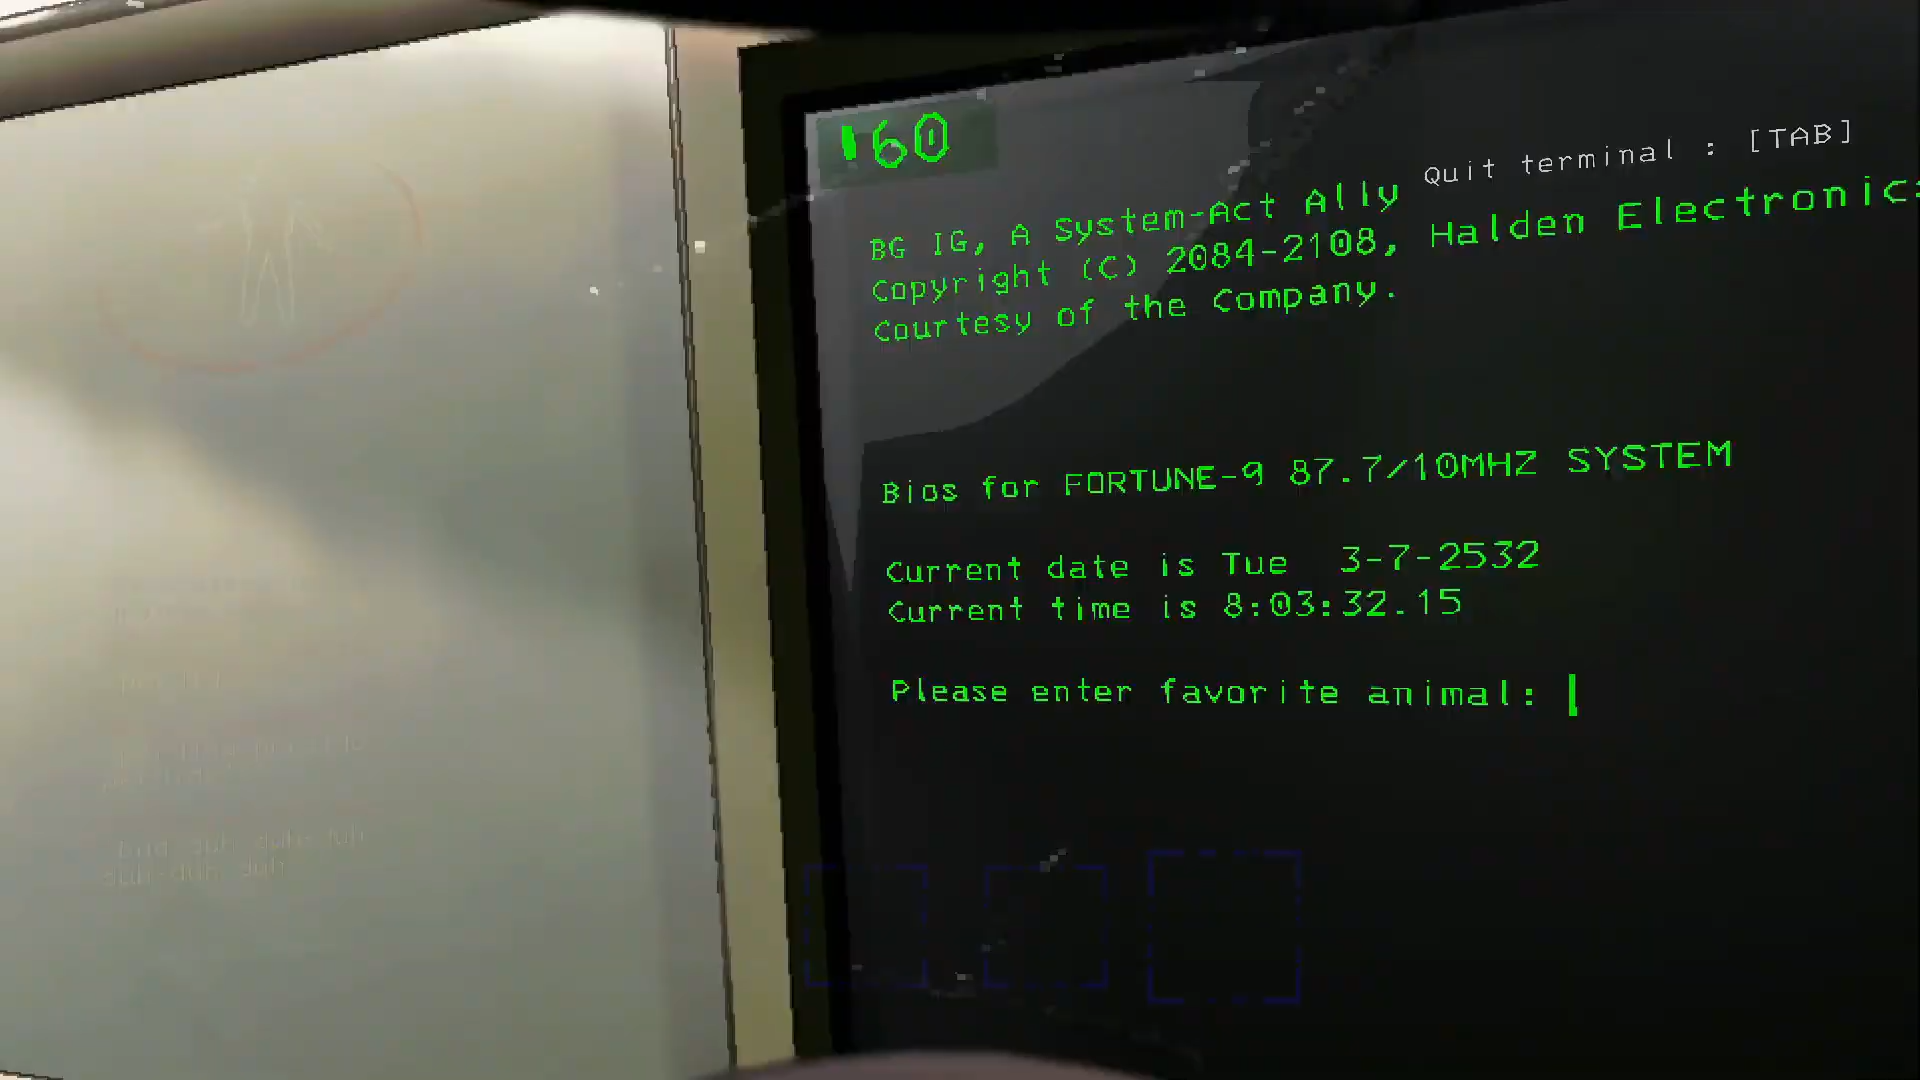 60
Quit terminal : [TAB]
BG IG, A System-Act Ally
Copyright (C) 2084-2108, Halden Electronics
Courtesy of the Company.
Bios for FORTUNE-9 87.7/10MHZ SYSTEM
Current date is Tue 3-7-2532
Current time is 8:03:32.15
Please enter favorite animal: